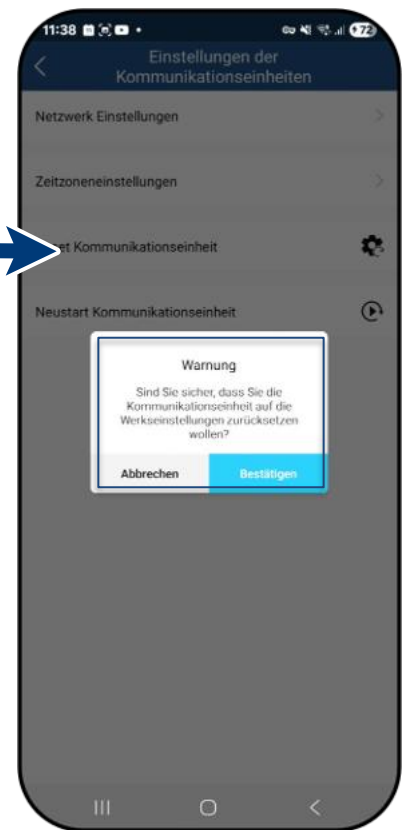 11:38
72
Einstellungen der
Kommunikationseinheiten
Netzwerk Einstellungen
Zeitzoneneinstellungen
et Kommunikationseinheit
Neustart Kommunikationseinheit
Warnung
Sind Sie sicher, dass Sie die
Kommunikationseinheit auf die
Werkseinstellungen zurücksetzen
wollen?
Abbrechen Bestätigen